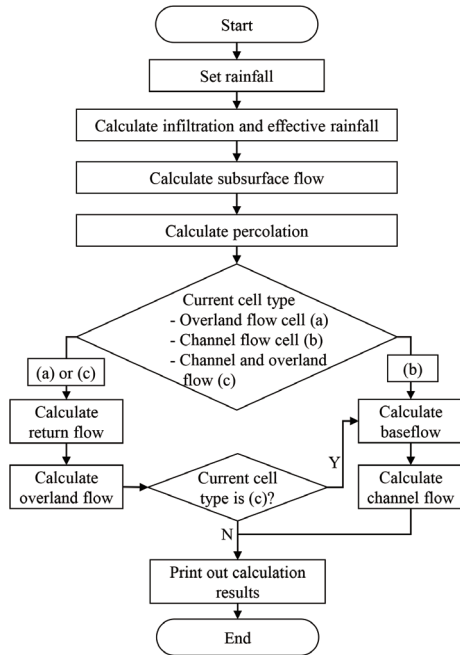 Start
Set rainfall
Calculate infiltration and effective rainfall
Calculate subsurface flow
Calculate percolation
Current cell type
- Overland flow cell (a)
- Channel flow cell (b)
- Channel and overland
flow (c)
(a) or (c)
(b)
Calculate
return flow
Calculate
baseflow
Calculate
overland flow
Current cell
type is (c)?
Y
Calculate
channel flow
N
Print out calculation
results
End